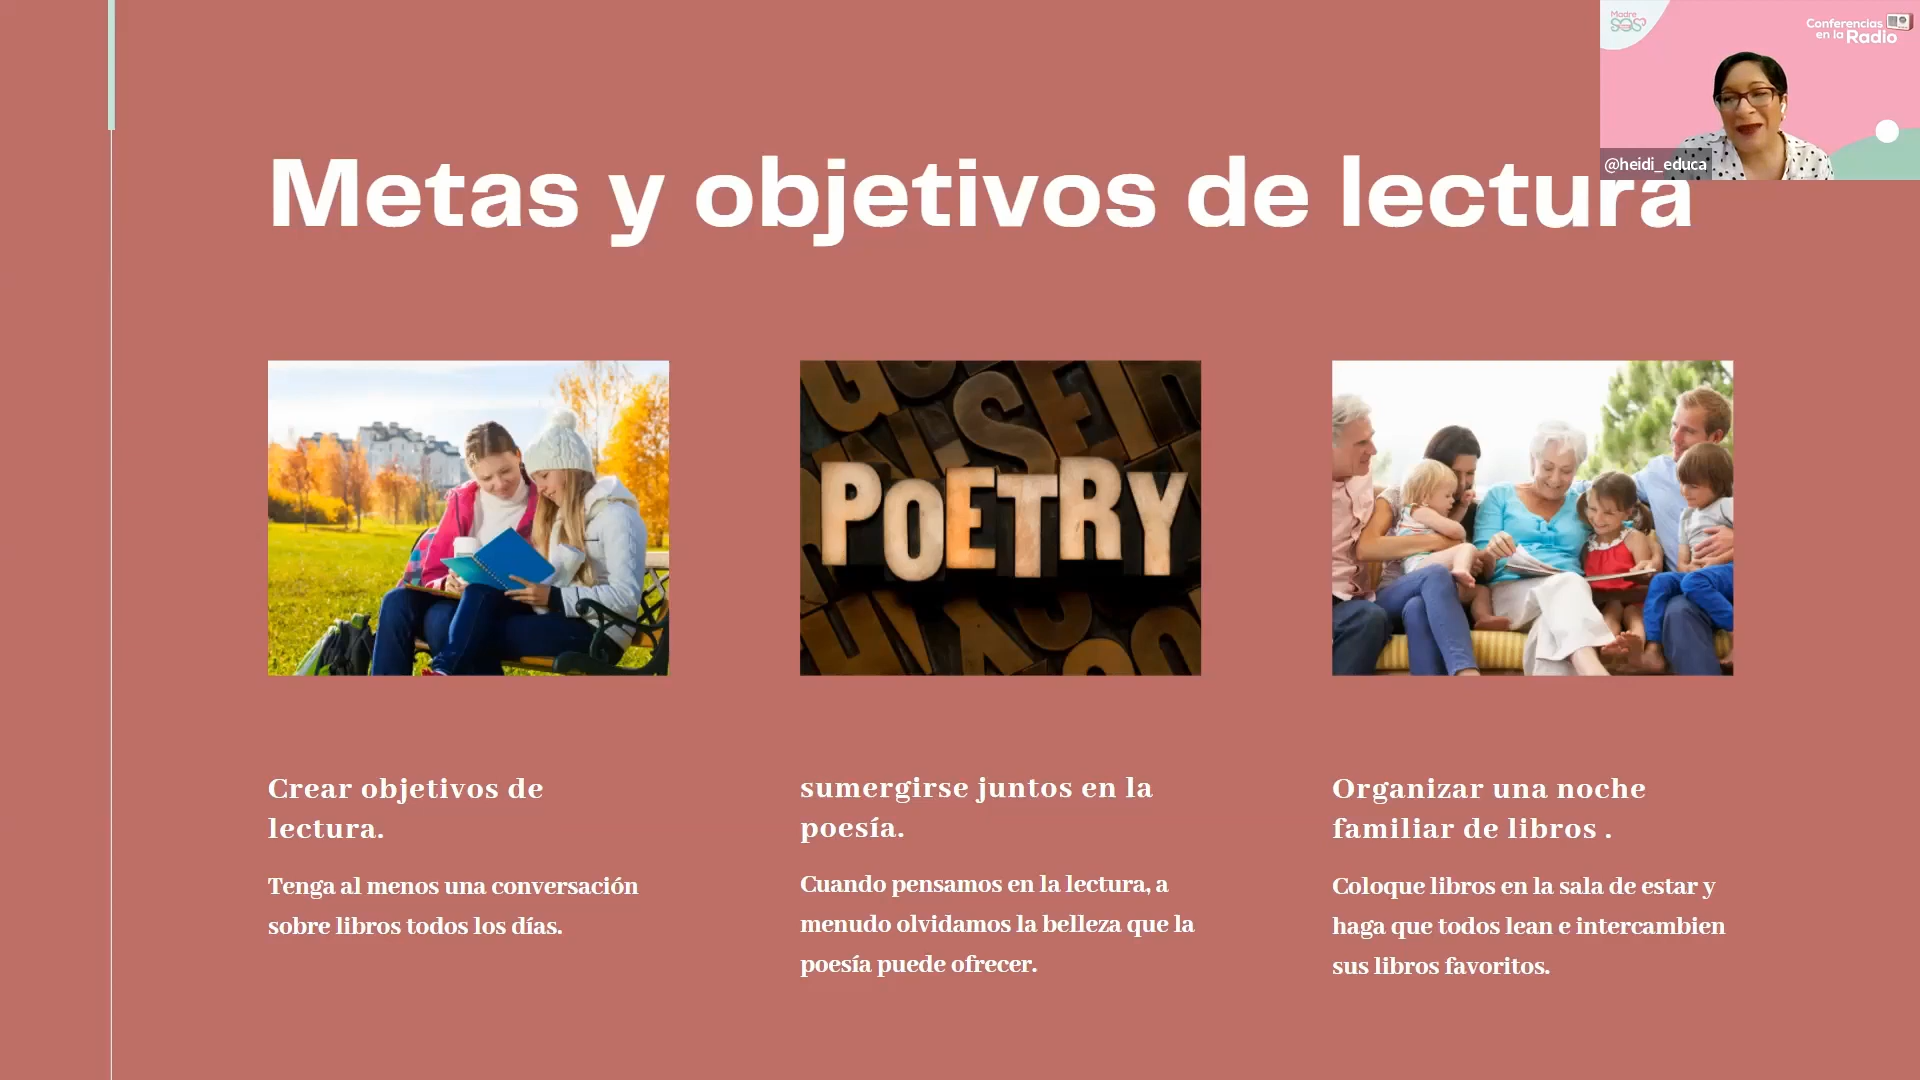 Madre
SOS
Conferencias
en la Radio
@heidi_educa
Metas y objetivos de lectura
POETRY
Crear objetivos de
lectura.
Tenga al menos una conversación
sobre libros todos los días.
sumergirse juntos en la
poesía.
Cuando pensamos en la lectura, a
menudo olvidamos la belleza que la
poesía puede ofrecer.
Organizar una noche
familiar de libros .
Coloque libros en la sala de estar y
haga que todos lean e intercambien
sus libros favoritos.